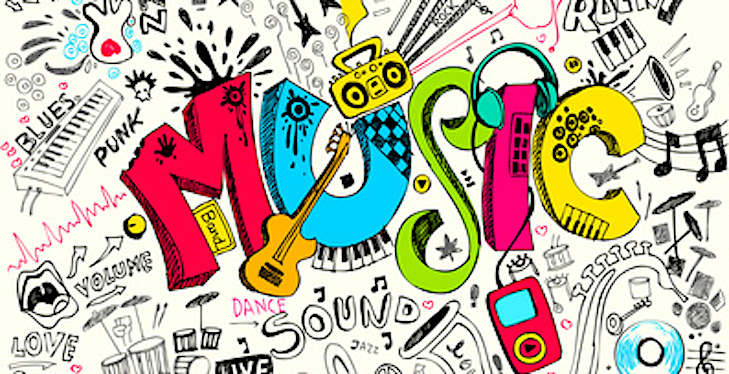 ROCK
BLUES
PUNK
MUSIC
Band
VOLUME
DANCE
SOUND
JAZZ
LOVE
LIVE